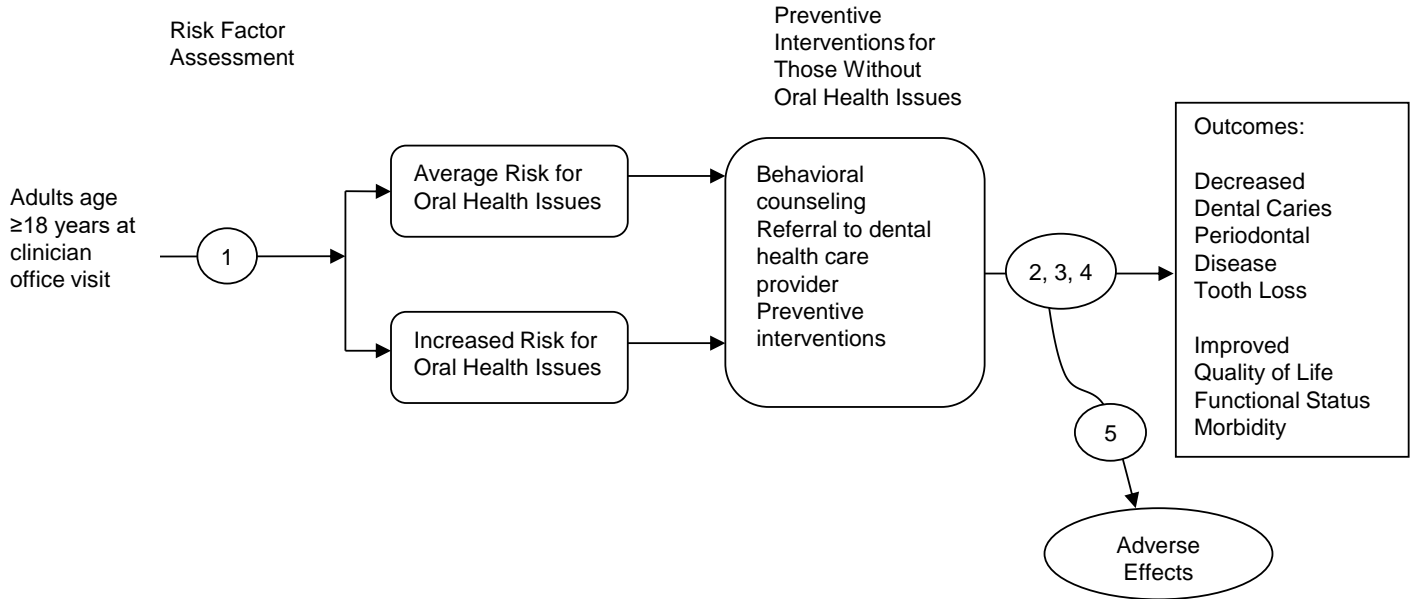 Risk Factor
Assessment
Preventive
Interventions for
Those Without
Oral Health Issues
Adults age
≥18 years at
clinician
office visit
1
Average Risk for
Oral Health Issues
Increased Risk for
Oral Health Issues
Behavioral
counseling
Referral to dental
health care
provider
Preventive
interventions
2, 3, 4
5
Adverse
Effects
Outcomes:
Decreased
Dental Caries
Periodontal
Disease
Tooth Loss
Improved
Quality of Life
Functional Status
Morbidity